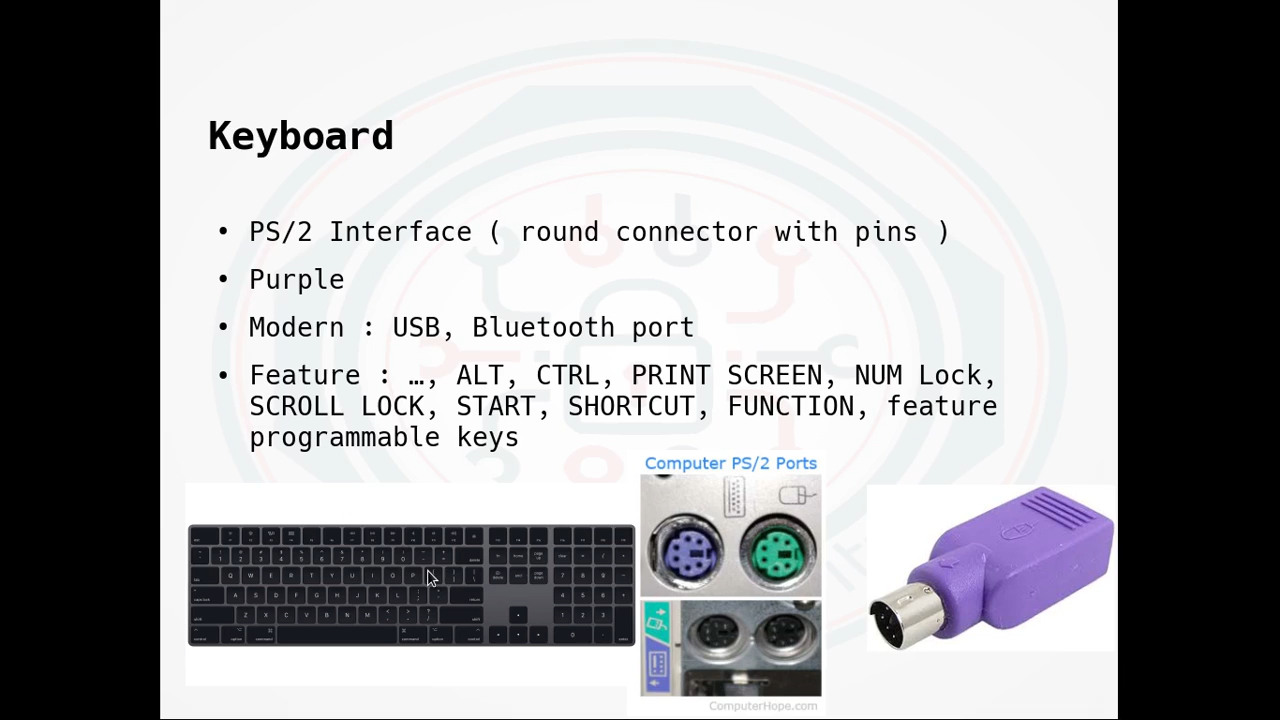 Keyboard
• PS/2 Interface ( round connector with pins )
• Purple
• Modern : USB, Bluetooth port
• Feature : …, ALT, CTRL, PRINT SCREEN, NUM Lock,
SCROLL LOCK, START, SHORTCUT, FUNCTION, feature
programmable keys
Computer PS/2 Ports
ComputerHope.com